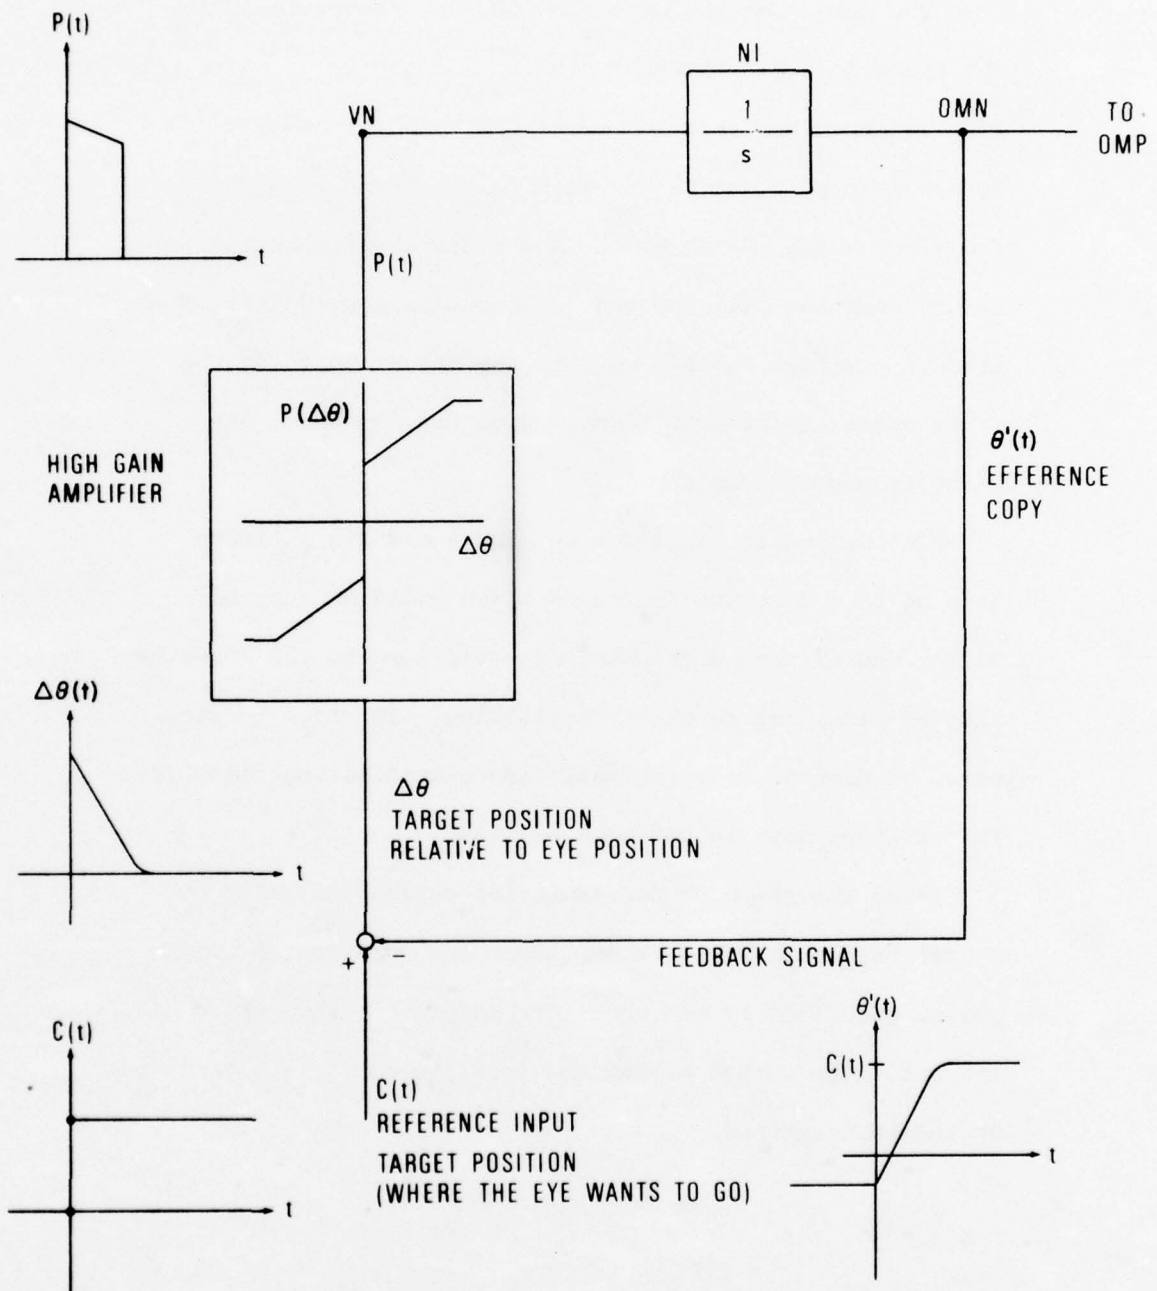 P(t)
t
VN
NI
1
s
OMN
TO
OMP
P(t)
HIGH GAIN
AMPLIFIER
P(Δθ)
Δθ
θ'(t)
EFFERENCE
COPY
Δθ(t)
t
Δθ
TARGET POSITION
RELATIVE TO EYE POSITION
+
−
FEEDBACK SIGNAL
C(t)
t
C(t)
REFERENCE INPUT
TARGET POSITION
(WHERE THE EYE WANTS TO GO)
θ'(t)
C(t)
t